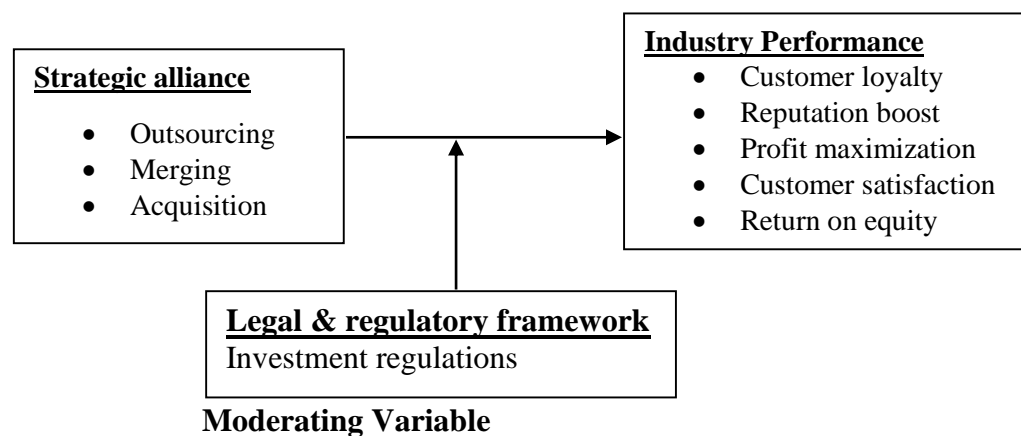 Strategic alliance
• Outsourcing
• Merging
• Acquisition
Industry Performance
• Customer loyalty
• Reputation boost
• Profit maximization
• Customer satisfaction
• Return on equity
Legal & regulatory framework
Investment regulations
Moderating Variable